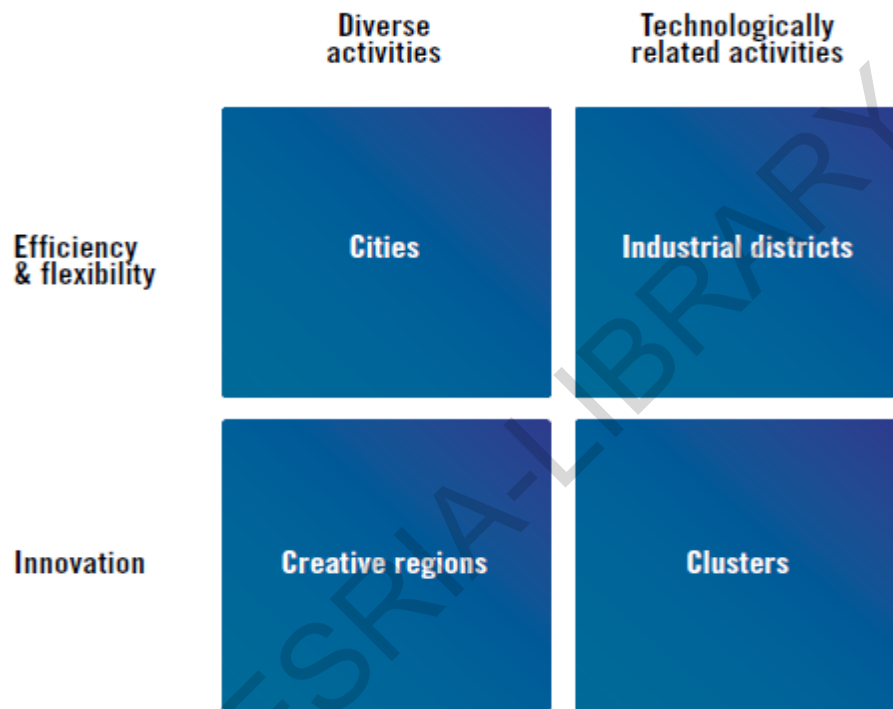 Diverse
activities
Technologically
related activities
Efficiency
& flexibility
Cities
Industrial districts
Innovation
Creative regions
Clusters
ESRIA-LIBRARY